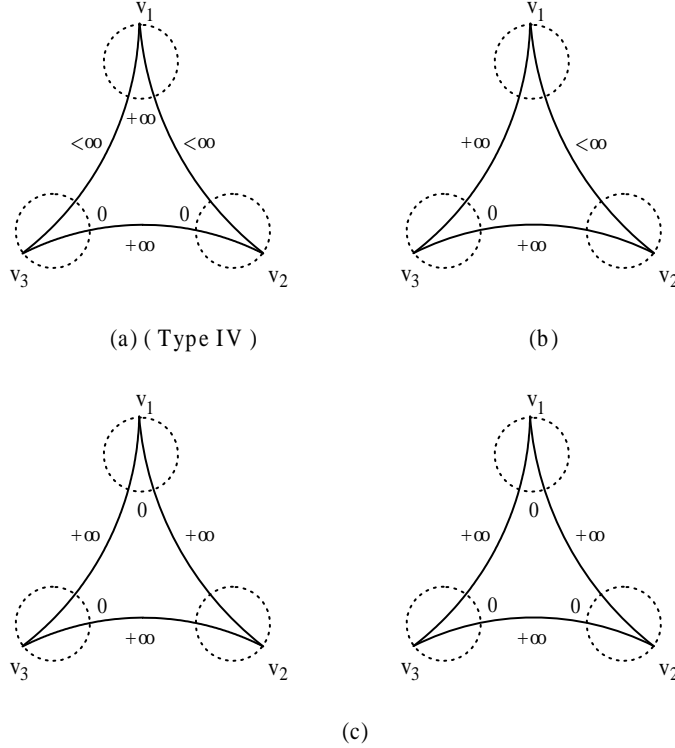 v1 v1
+∞
<∞ <∞ +∞ <∞
0 0 0
+∞ +∞
v3 v2 v3 v2
(a) ( Type IV ) (b)
v1 v1
0 0
+∞ +∞ +∞ +∞
0 0 0
+∞ +∞
v3 v2 v3 v2
(c)